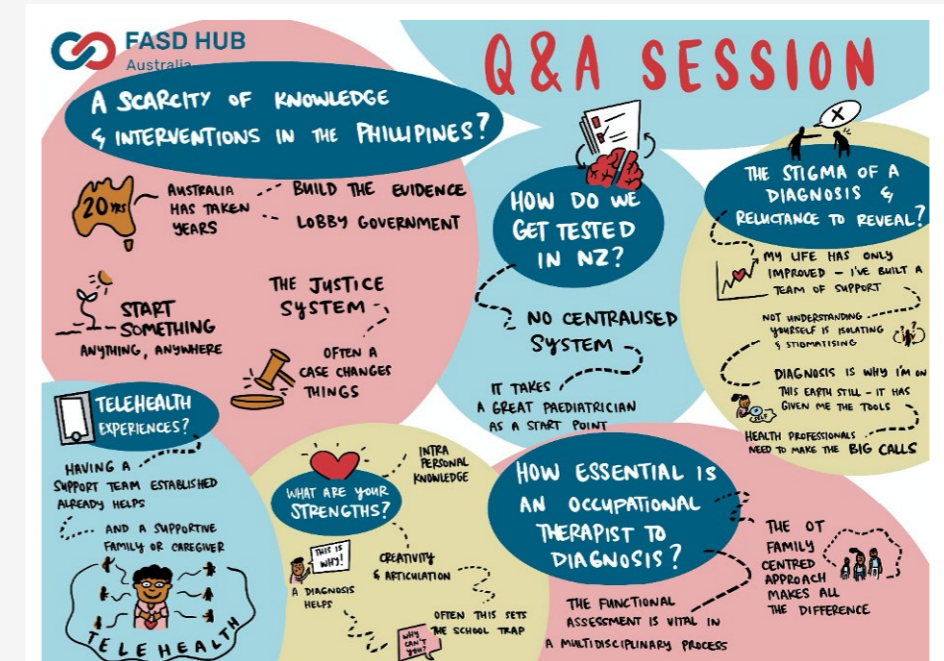 FASD HUB
Australia
Q&A SESSION
A SCARCITY OF KNOWLEDGE
& INTERVENTIONS IN THE PHILLIPINES?
20 YRS
AUSTRALIA
HAS TAKEN
YEARS
BUILD THE EVIDENCE
LOBBY GOVERNMENT
START
SOMETHING
ANYTHING, ANYWHERE
THE JUSTICE
SYSTEM
OFTEN A
CASE CHANGES
THINGS
HOW DO WE
GET TESTED
IN NZ?
NO CENTRALISED
SYSTEM
IT TAKES
A GREAT PAEDIATRICIAN
AS A START POINT
X
THE STIGMA OF A
DIAGNOSIS &
RELUCTANCE TO REVEAL?
MY LIFE HAS ONLY
IMPROVED – I'VE BUILT A
TEAM OF SUPPORT
NOT UNDERSTANDING
YOURSELF IS ISOLATING
& STIGMATISING
DIAGNOSIS IS WHY I'M ON
THIS EARTH STILL – IT HAS
GIVEN ME THE TOOLS
SELF
HEALTH PROFESSIONALS
NEED TO MAKE THE BIG CALLS
TELEHEALTH
EXPERIENCES?
HAVING A
SUPPORT TEAM ESTABLISHED
ALREADY HELPS
AND A SUPPORTIVE
FAMILY OR CAREGIVER
TELEHEALTH
WHAT ARE YOUR
STRENGTHS?
INTRA
PERSONAL
KNOWLEDGE
THIS IS
WHY!
A DIAGNOSIS
HELPS
CREATIVITY
& ARTICULATION
OFTEN THIS SETS
THE SCHOOL TRAP
WHY
CAN'T
YOU?
HOW ESSENTIAL IS
AN OCCUPATIONAL
THERAPIST TO
DIAGNOSIS?
THE FUNCTIONAL
ASSESSMENT IS VITAL IN
A MULTIDISCIPLINARY PROCESS
THE OT
FAMILY
CENTRED
APPROACH
MAKES ALL
THE DIFFERENCE